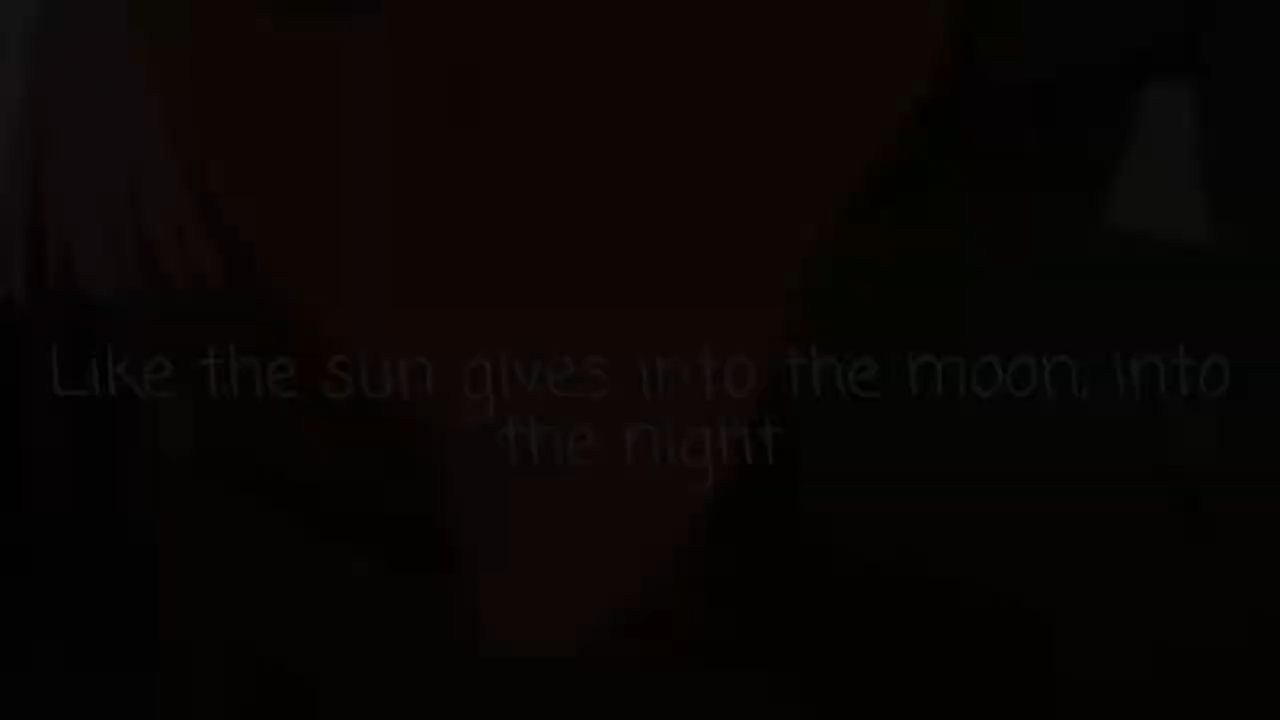 Like the sun gives into the moon, into
the night